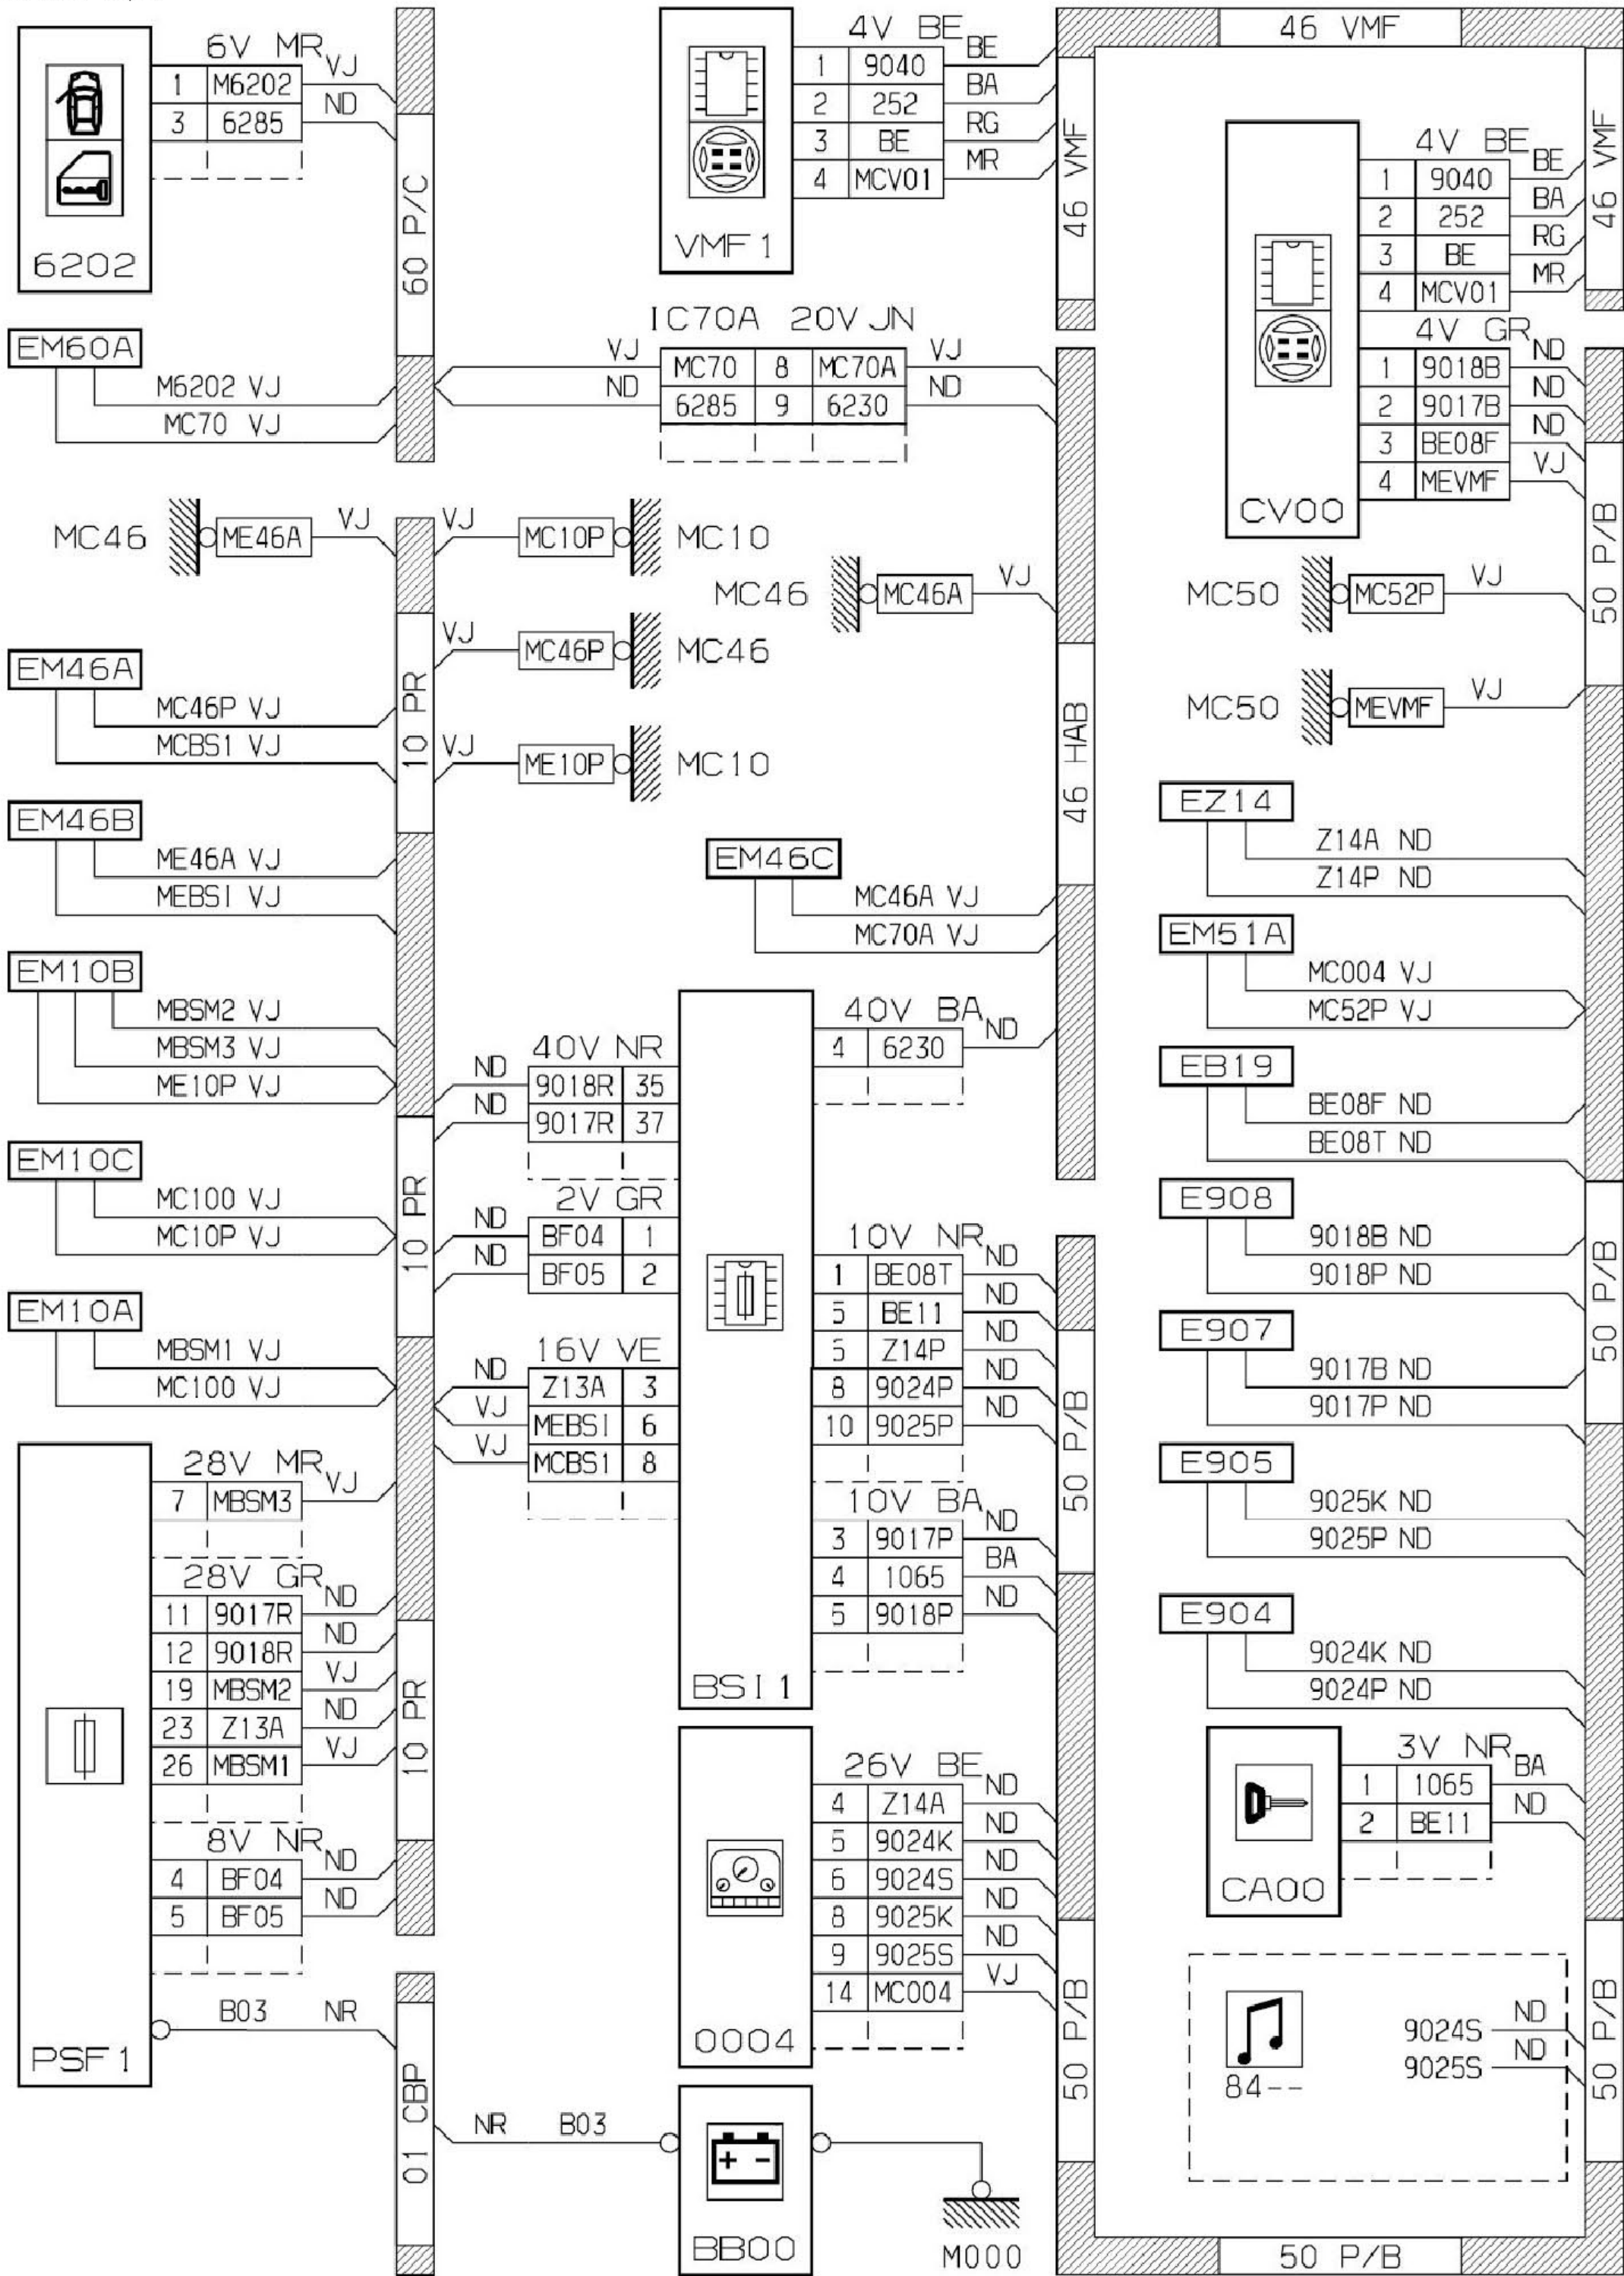 6V MR
1 M6202 VJ
3 6285 ND
6202
60 P/C
EM60A
M6202 VJ
MC70 VJ
4V BE
1 9040 BE
2 252 BA
3 BE RG
4 MCV01 MR
VMF1
IC70A 20V JN
VJ MC70 8 MC70A VJ
ND 6285 9 6230 ND
46 VMF
46 VMF
46 VMF
4V BE
1 9040 BE
2 252 BA
3 BE RG
4 MCV01 MR
4V GR
1 9018B ND
2 9017B ND
3 BE08F ND
4 MEVMF VJ
CV00
50 P/B
MC46 ME46A VJ
VJ MC10P MC10
VJ MC46P MC46
VJ ME10P MC10
10 PR
MC46 MC46A VJ
46 HAB
MC50 MC52P VJ
MC50 MEVMF VJ
EM46A
MC46P VJ
MCBS1 VJ
EM46B
ME46A VJ
MEBSI VJ
EM10B
MBSM2 VJ
MBSM3 VJ
ME10P VJ
EM10C
MC100 VJ
MC10P VJ
EM10A
MBSM1 VJ
MC100 VJ
10 PR
EM46C
MC46A VJ
MC70A VJ
40V NR
ND 9018R 35
ND 9017R 37
2V GR
ND BF04 1
ND BF05 2
16V VE
ND Z13A 3
VJ MEBSI 6
VJ MCBS1 8
40V BA
4 6230 ND
10V NR
1 BE08T ND
5 BE11 ND
5 Z14P ND
8 9024P ND
10 9025P ND
10V BA
3 9017P ND
4 1065 BA
5 9018P ND
BSI1
50 P/B
EZ14
Z14A ND
Z14P ND
EM51A
MC004 VJ
MC52P VJ
EB19
BE08F ND
BE08T ND
E908
9018B ND
9018P ND
E907
9017B ND
9017P ND
E905
9025K ND
9025P ND
E904
9024K ND
9024P ND
50 P/B
28V MR
7 MBSM3 VJ
28V GR
11 9017R ND
12 9018R ND
19 MBSM2 VJ
23 Z13A ND
26 MBSM1 VJ
8V NR
4 BF04 ND
5 BF05 ND
B03 NR
PSF1
10 PR
01 CBP
26V BE
4 Z14A ND
5 9024K ND
6 9024S ND
8 9025K ND
9 9025S ND
14 MC004 VJ
0004
50 P/B
3V NR
1 1065 BA
2 BE11 ND
CA00
9024S ND
9025S ND
84--
50 P/B
NR B03
+ -
BB00
M000
50 P/B